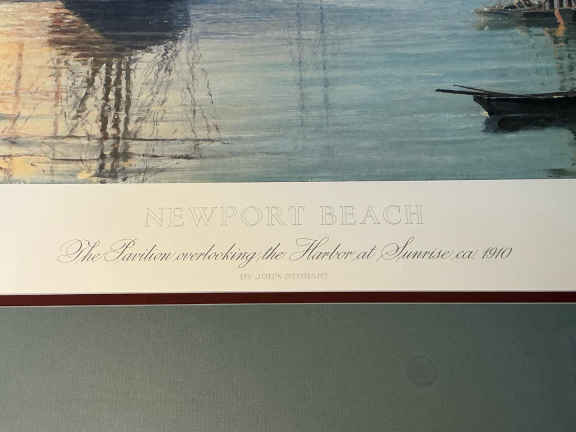 NEWPORT BEACH
The Pavilion overlooking the Harbor at Sunrise ca: 1910
BY JOHN STOBART